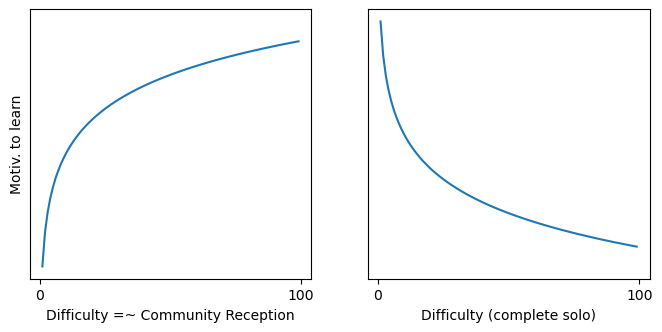 Motiv. to learn
0
100
Difficulty =~ Community Reception
0
100
Difficulty (complete solo)